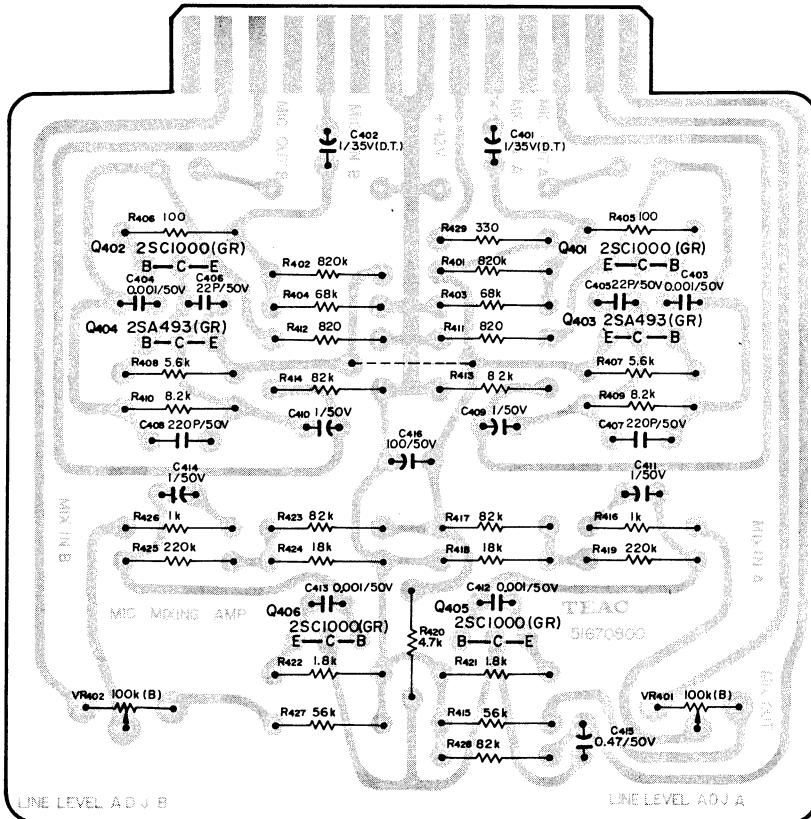 MIC OUT B
MIC IN B
+42V
C402
1/35V(D.T.)
C401
1/35V(D.T)
R406 100
Q402 2SC1000(GR)
B—C—E
R405 100
Q401 2SC1000(GR)
E—C—B
R429 330
R402 820k
R401 820k
C404
0.001/50V
C406
22P/50V
C405 22P/50V
C403
0.001/50V
R404 68k
R403 68k
Q404 2SA493(GR)
B—C—E
R412 820
R411 820
Q403 2SA493(GR)
E—C—B
R408 5.6k
R407 5.6k
R414 82k
R413 8.2k
R410 8.2k
R409 8.2k
C408 220P/50V
C410 1/50V
C409 1/50V
C407 220P/50V
C416
100/50V
C414
1/50V
C411
1/50V
MIX IN B
MIX IN A
R426 1k
R423 82k
R417 82k
R416 1k
R425 220k
R424 18k
R418 18k
R419 220k
C413 0,001/50V
C412 0,001/50V
MIC MIXING AMP
Q406
2SC1000(GR)
E—C—B
Q405
2SC1000(GR)
B—C—E
TEAC
51670800
R420
4.7k
R422 1.8k
R421 1.8k
VR402 100k(B)
VR401 100k(B)
R427 56k
R415 56k
C415
0.47/50V
R428 82k
LINE LEVEL ADJ B
LINE LEVEL ADJ A